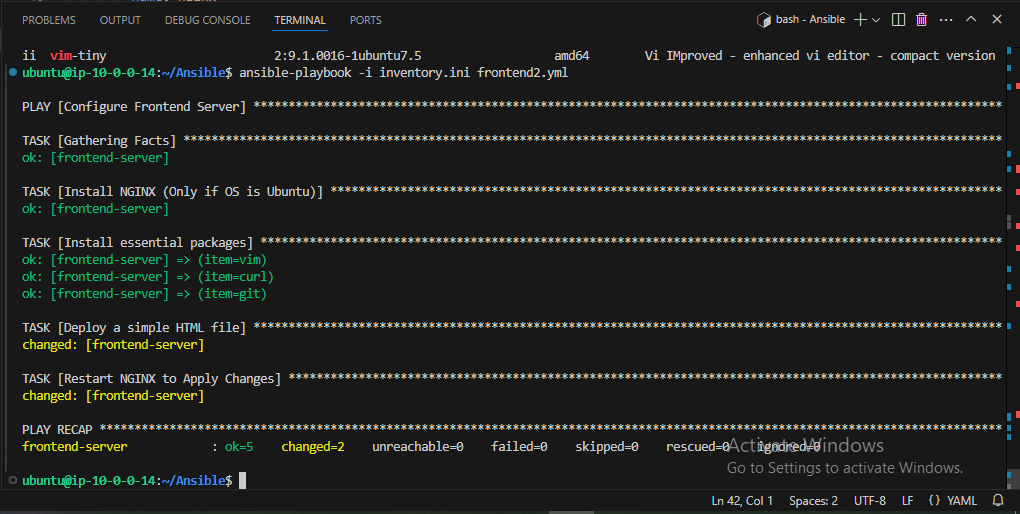 PROBLEMS OUTPUT DEBUG CONSOLE TERMINAL PORTS bash - Ansible
ii vim-tiny 2:9.1.0016-1ubuntu7.5 amd64 Vi IMproved - enhanced vi editor - compact version
ubuntu@ip-10-0-0-14:~/Ansible$ ansible-playbook -i inventory.ini frontend2.yml
PLAY [Configure Frontend Server] ***********************************************************************************************************
TASK [Gathering Facts] *********************************************************************************************************************
ok: [frontend-server]
TASK [Install NGINX (Only if OS is Ubuntu)] ************************************************************************************************
ok: [frontend-server]
TASK [Install essential packages] **********************************************************************************************************
ok: [frontend-server] => (item=vim)
ok: [frontend-server] => (item=curl)
ok: [frontend-server] => (item=git)
TASK [Deploy a simple HTML file] ***********************************************************************************************************
changed: [frontend-server]
TASK [Restart NGINX to Apply Changes] ******************************************************************************************************
changed: [frontend-server]
PLAY RECAP *********************************************************************************************************************************
frontend-server : ok=5 changed=2 unreachable=0 failed=0 skipped=0 rescued=0 ignored=0
Activate Windows
Go to Settings to activate Windows.
ubuntu@ip-10-0-0-14:~/Ansible$
Ln 42, Col 1 Spaces: 2 UTF-8 LF {} YAML